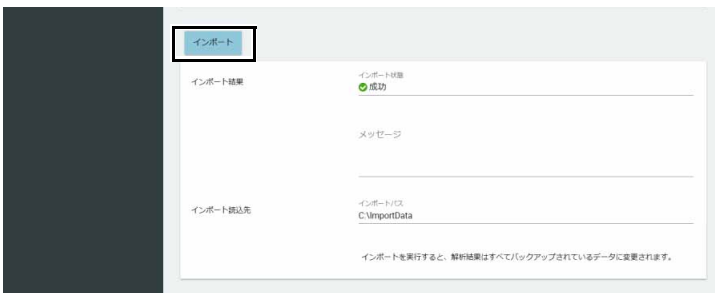 インポート
インポート結果
インポート状態
成功
メッセージ
インポート読込先
インポートパス
C:\ImportData
インポートを実行すると、解析結果はすべてバックアップされているデータに変更されます。